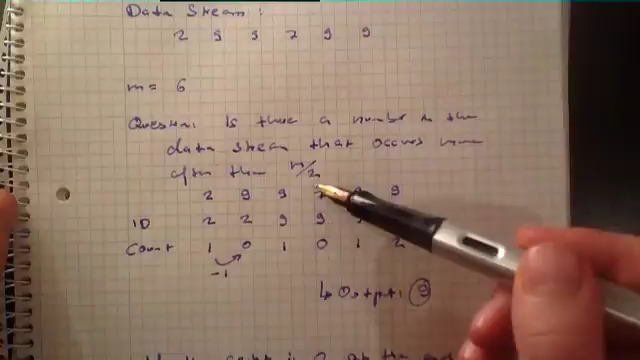 Data Stream:
2 9 9 7 9 9
m = 6
Question: Is there a number in the
data stream that occurs more
often than m/2
2 9 9 7 9
ID 2 2 9 9
Count 1 0 1 0 1 2
-1
↳ Output: 9